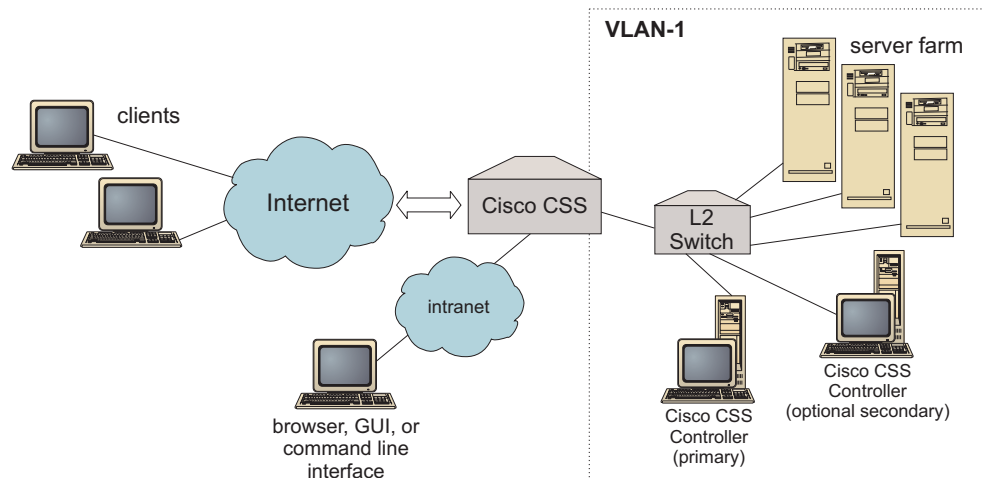 VLAN-1
server farm
clients
Internet
Cisco CSS
L2
Switch
intranet
browser, GUI, or
command line
interface
Cisco CSS
Controller
(primary)
Cisco CSS
Controller
(optional secondary)